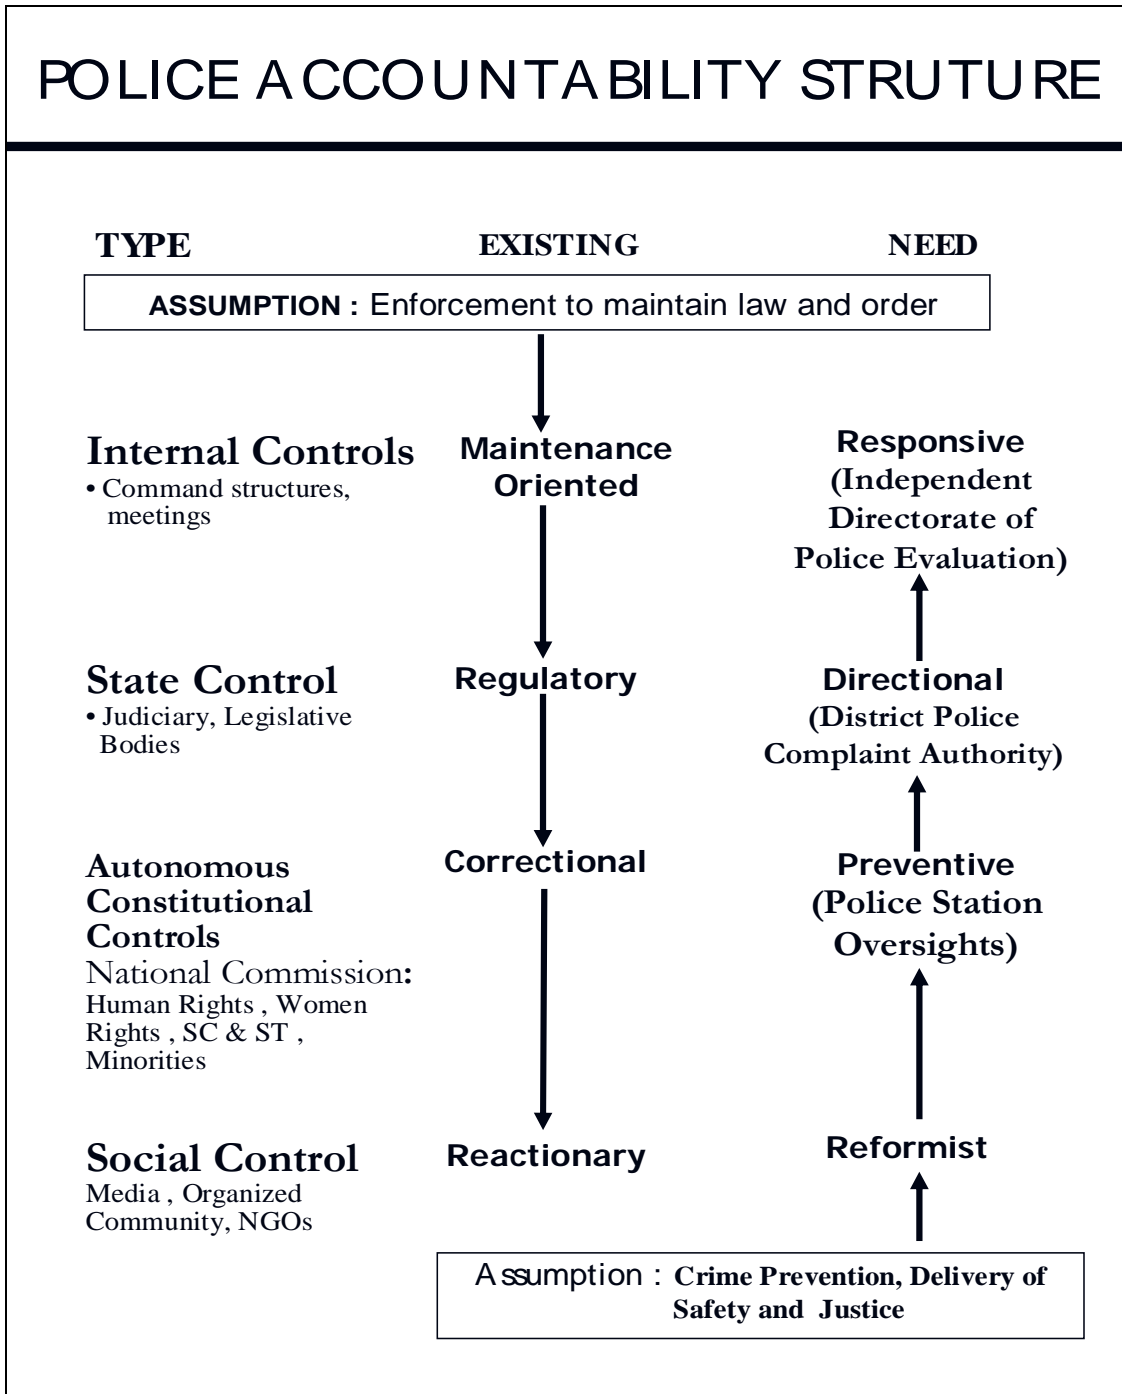 POLICE ACCOUNTABILITY STRUTURE
TYPE
EXISTING
NEED
ASSUMPTION : Enforcement to maintain law and order
Internal Controls
• Command structures,
meetings
Maintenance
Oriented
Responsive
(Independent
Directorate of
Police Evaluation)
State Control
• Judiciary, Legislative
Bodies
Regulatory
Directional
(District Police
Complaint Authority)
Autonomous
Constitutional
Controls
National Commission:
Human Rights , Women
Rights , SC & ST ,
Minorities
Correctional
Preventive
(Police Station
Oversights)
Social Control
Media , Organized
Community, NGOs
Reactionary
Reformist
Assumption : Crime Prevention, Delivery of
Safety and Justice